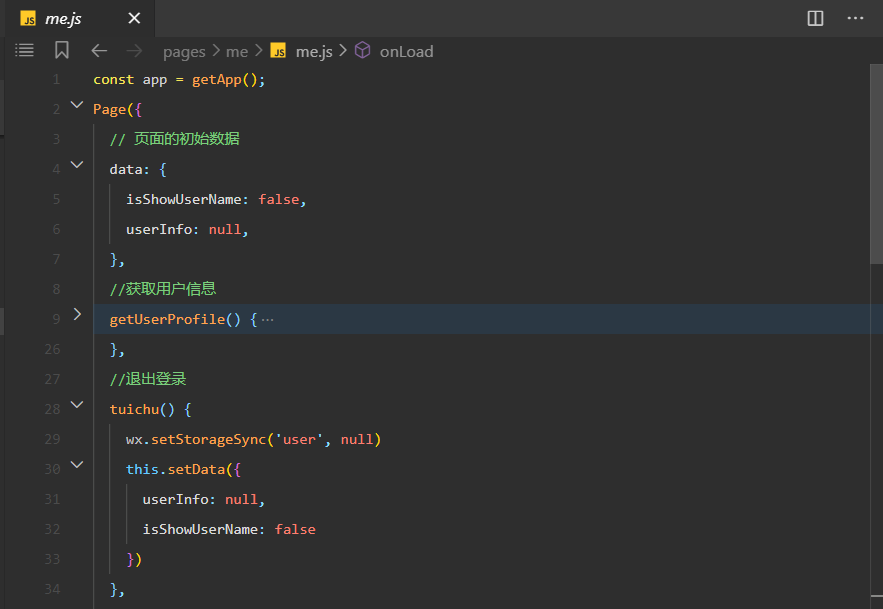 JS me.js ×
pages > me > JS me.js > onLoad
1 const app = getApp();
2 Page({
3 // 页面的初始数据
4 data: {
5 isShowUserName: false,
6 userInfo: null,
7 },
8 //获取用户信息
9 getUserProfile() { ···
26 },
27 //退出登录
28 tuichu() {
29 wx.setStorageSync('user', null)
30 this.setData({
31 userInfo: null,
32 isShowUserName: false
33 })
34 },